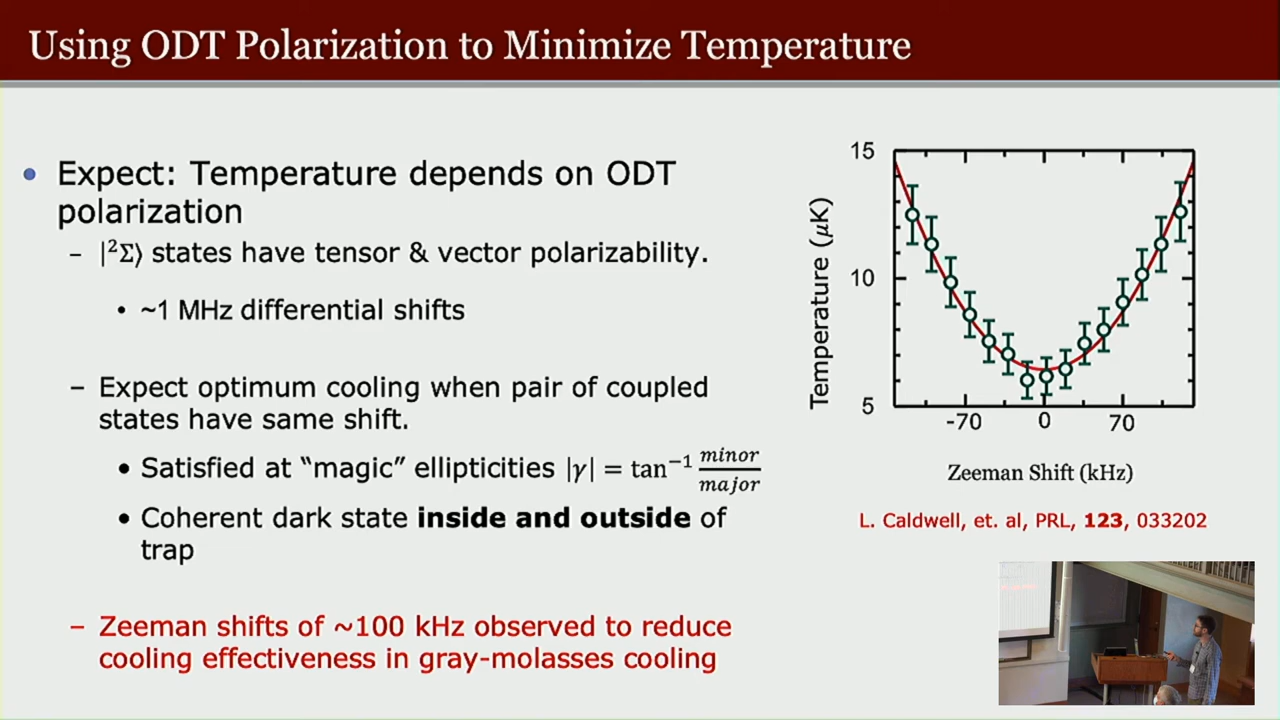 Using ODT Polarization to Minimize Temperature
• Expect: Temperature depends on ODT
polarization
– |²Σ⟩ states have tensor & vector polarizability.
• ~1 MHz differential shifts
– Expect optimum cooling when pair of coupled
states have same shift.
• Satisfied at “magic” ellipticities |γ| = tan⁻¹ minor/major
• Coherent dark state inside and outside of
trap
– Zeeman shifts of ~100 kHz observed to reduce
cooling effectiveness in gray-molasses cooling
Temperature (μK)
15
10
5
-70 0 70
Zeeman Shift (kHz)
L. Caldwell, et. al, PRL, 123, 033202